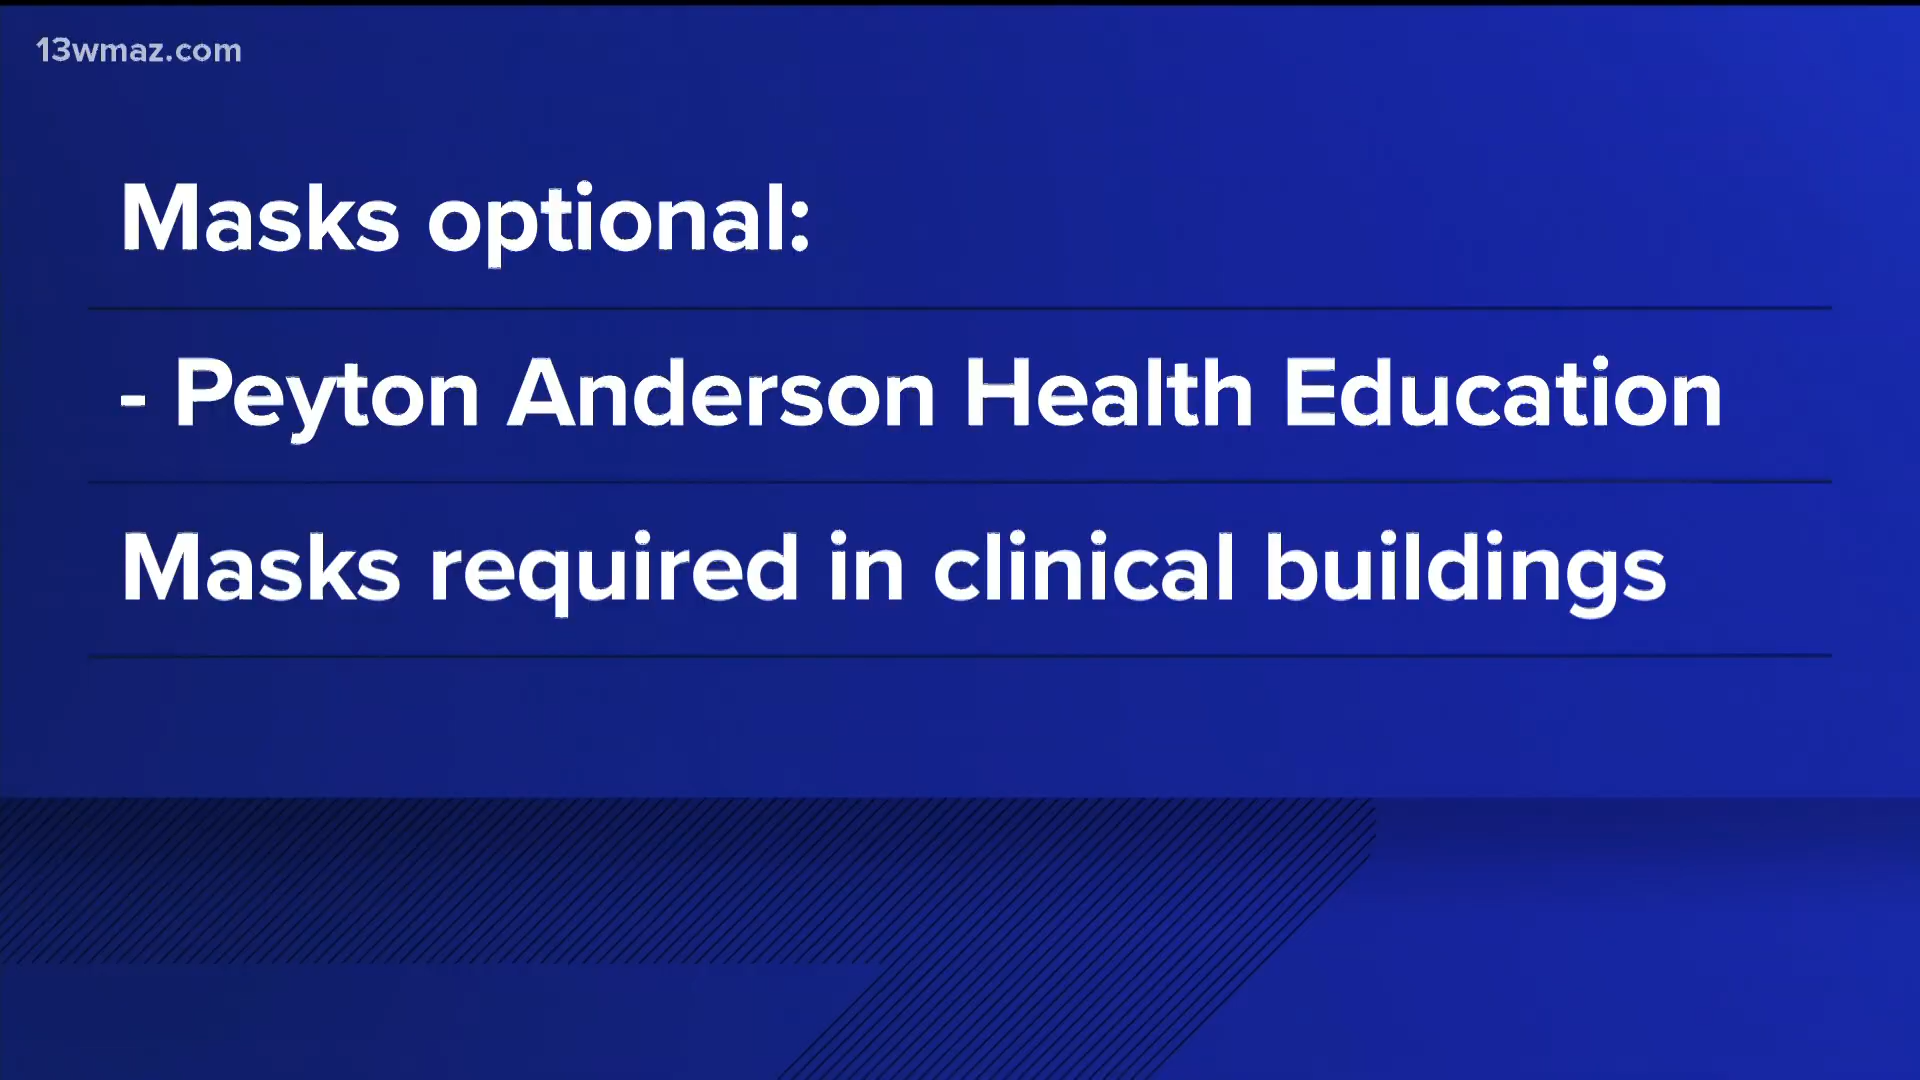 13wmaz.com
Masks optional:
- Peyton Anderson Health Education
Masks required in clinical buildings